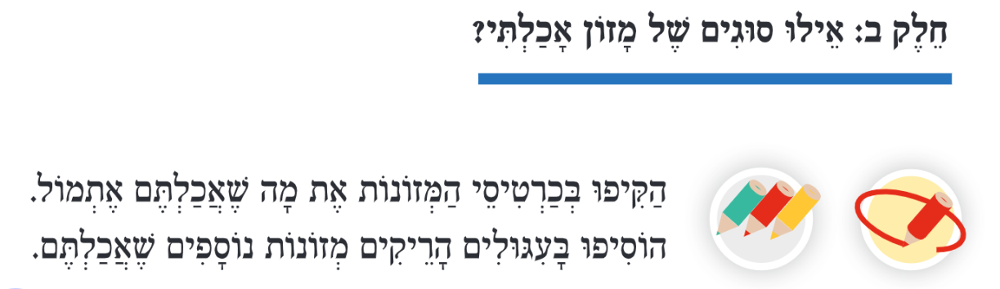 חֵלֶק ב: אֵילוּ סוּגִים שֶׁל מָזוֹן אָכַלְתִּי?
הַקִּיפוּ בְּכַרְטִיסֵי הַמְּזוֹנוֹת אֶת מָה שֶׁאֲכַלְתֶּם אֶתְמוֹל.
הוֹסִיפוּ בָּעִגּוּלִים הָרֵיקִים מְזוֹנוֹת נוֹסָפִים שֶׁאֲכַלְתֶּם.